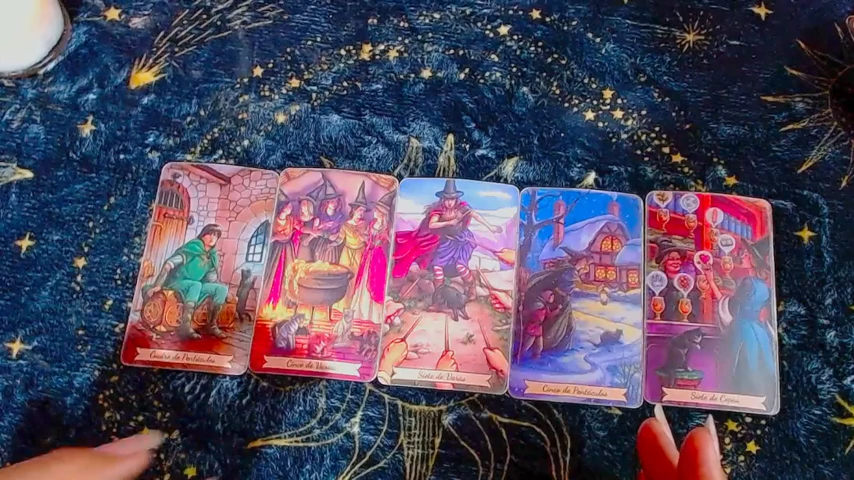 Cuatro de Pentáculos
Cinco de Varas
Siete de Varas
Cinco de Pentáculos
Siete de Copas